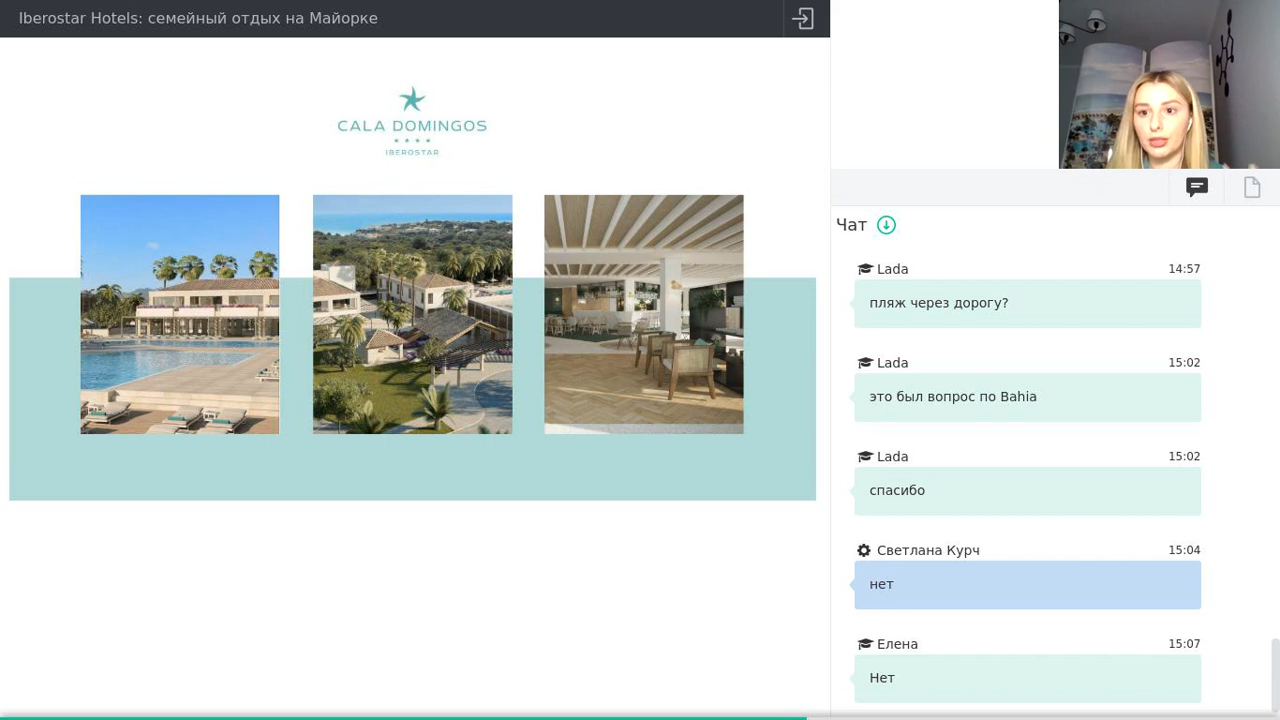 Iberostar Hotels: семейный отдых на Майорке
CALA DOMINGOS
IBEROSTAR
Чат
Lada 14:57
пляж через дорогу?
Lada 15:02
это был вопрос по Bahia
Lada 15:02
спасибо
Светлана Курч 15:04
нет
Елена 15:07
Нет